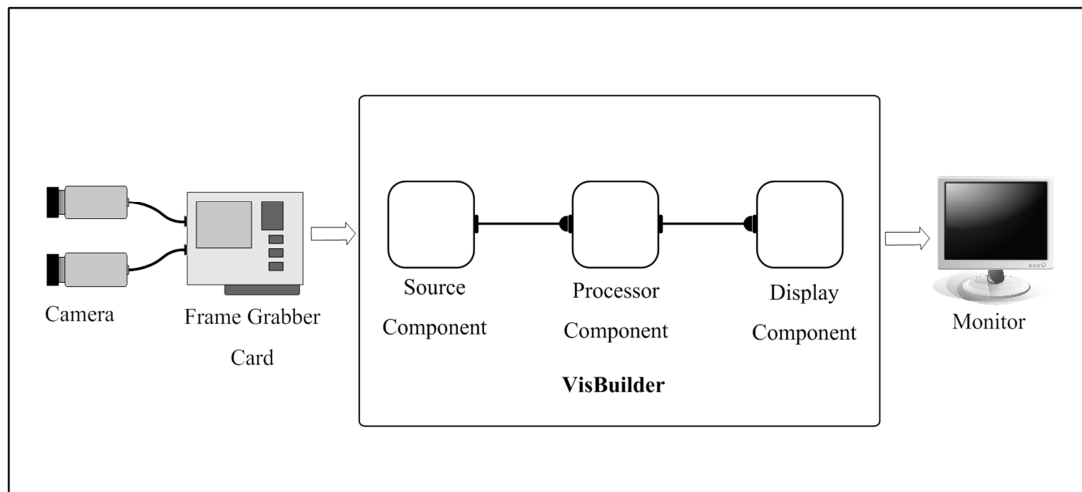 Camera
Frame Grabber
Card
Source
Component
Processor
Component
Display
Component
VisBuilder
Monitor